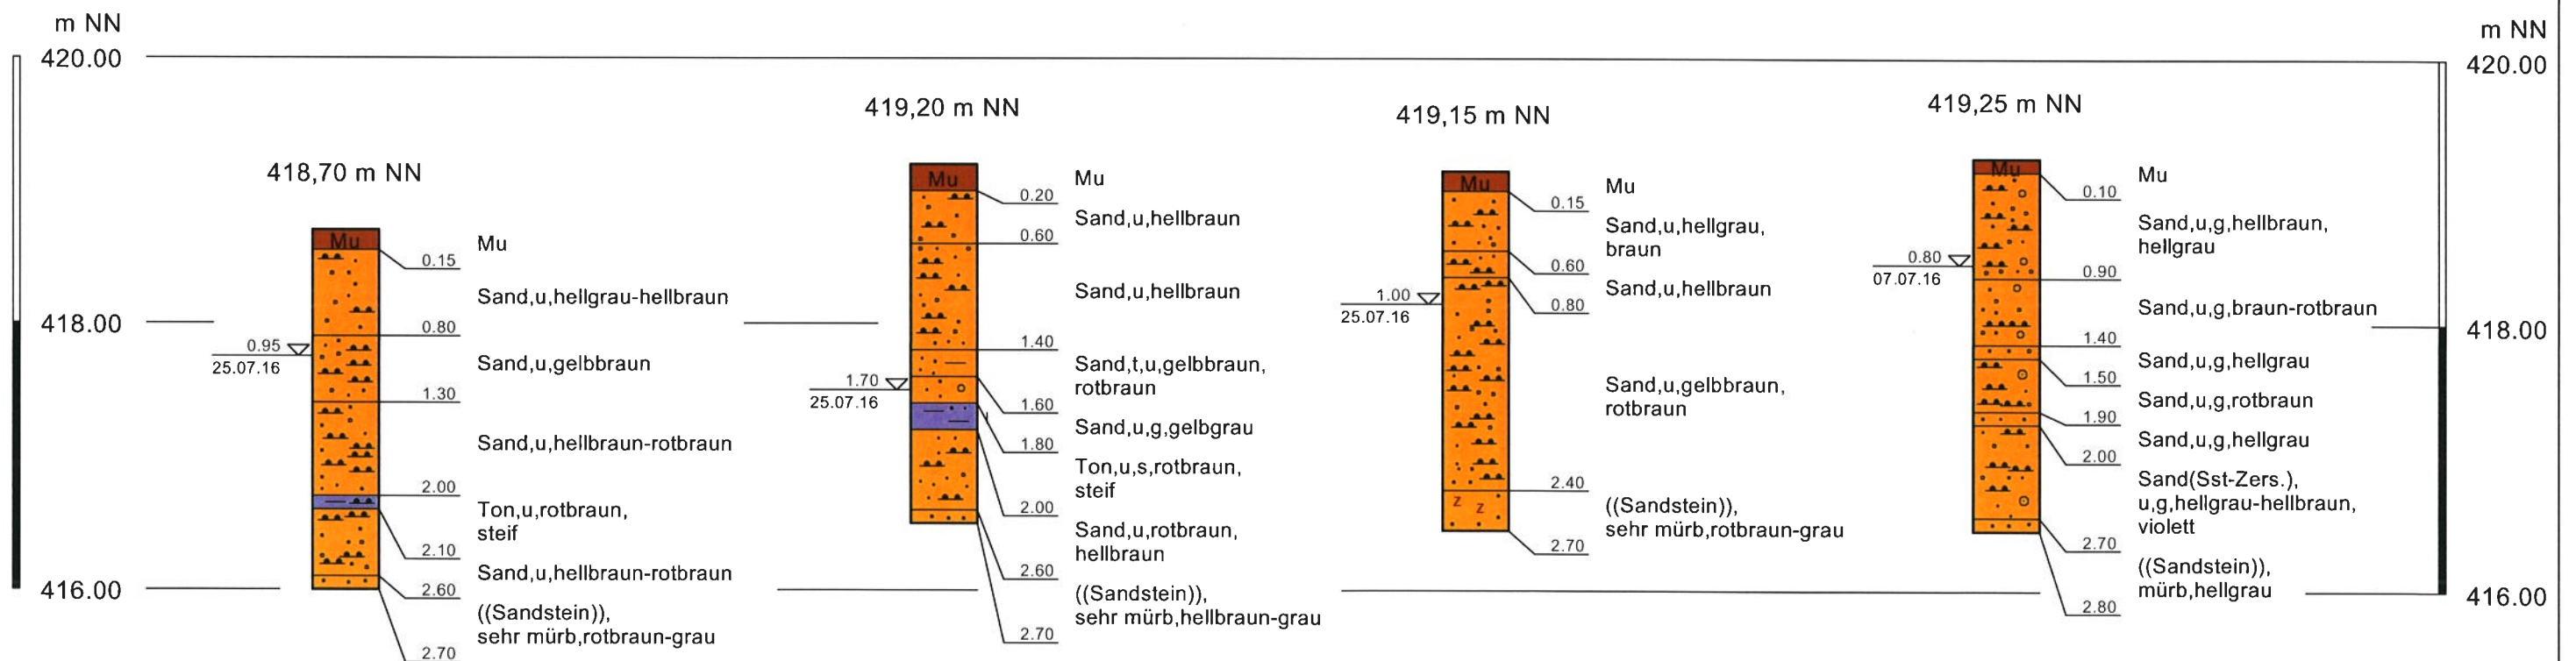 m NN
420.00
418.00
416.00
418,70 m NN
Mu
0.15
Mu
Sand,u,hellgrau-hellbraun
0.80
0.95
25.07.16
Sand,u,gelbbraun
1.30
Sand,u,hellbraun-rotbraun
2.00
Ton,u,rotbraun,
steif
2.10
Sand,u,hellbraun-rotbraun
2.60
((Sandstein)),
sehr mürb,rotbraun-grau
2.70
419,20 m NN
Mu
0.20
Mu
Sand,u,hellbraun
0.60
Sand,u,hellbraun
1.40
Sand,t,u,gelbbraun,
rotbraun
1.70
25.07.16
1.60
Sand,u,g,gelbgrau
1.80
Ton,u,s,rotbraun,
steif
2.00
Sand,u,rotbraun,
hellbraun
2.60
((Sandstein)),
sehr mürb,hellbraun-grau
2.70
419,15 m NN
Mu
0.15
Mu
Sand,u,hellgrau,
braun
0.60
Sand,u,hellbraun
0.80
1.00
25.07.16
Sand,u,gelbbraun,
rotbraun
2.40
z z
((Sandstein)),
sehr mürb,rotbraun-grau
2.70
419,25 m NN
Mu
0.10
Mu
Sand,u,g,hellbraun,
hellgrau
0.80
07.07.16
0.90
Sand,u,g,braun-rotbraun
1.40
Sand,u,g,hellgrau
1.50
Sand,u,g,rotbraun
1.90
Sand,u,g,hellgrau
2.00
Sand(Sst-Zers.),
u,g,hellgrau-hellbraun,
violett
2.70
((Sandstein)),
mürb,hellgrau
2.80
m NN
420.00
418.00
416.00